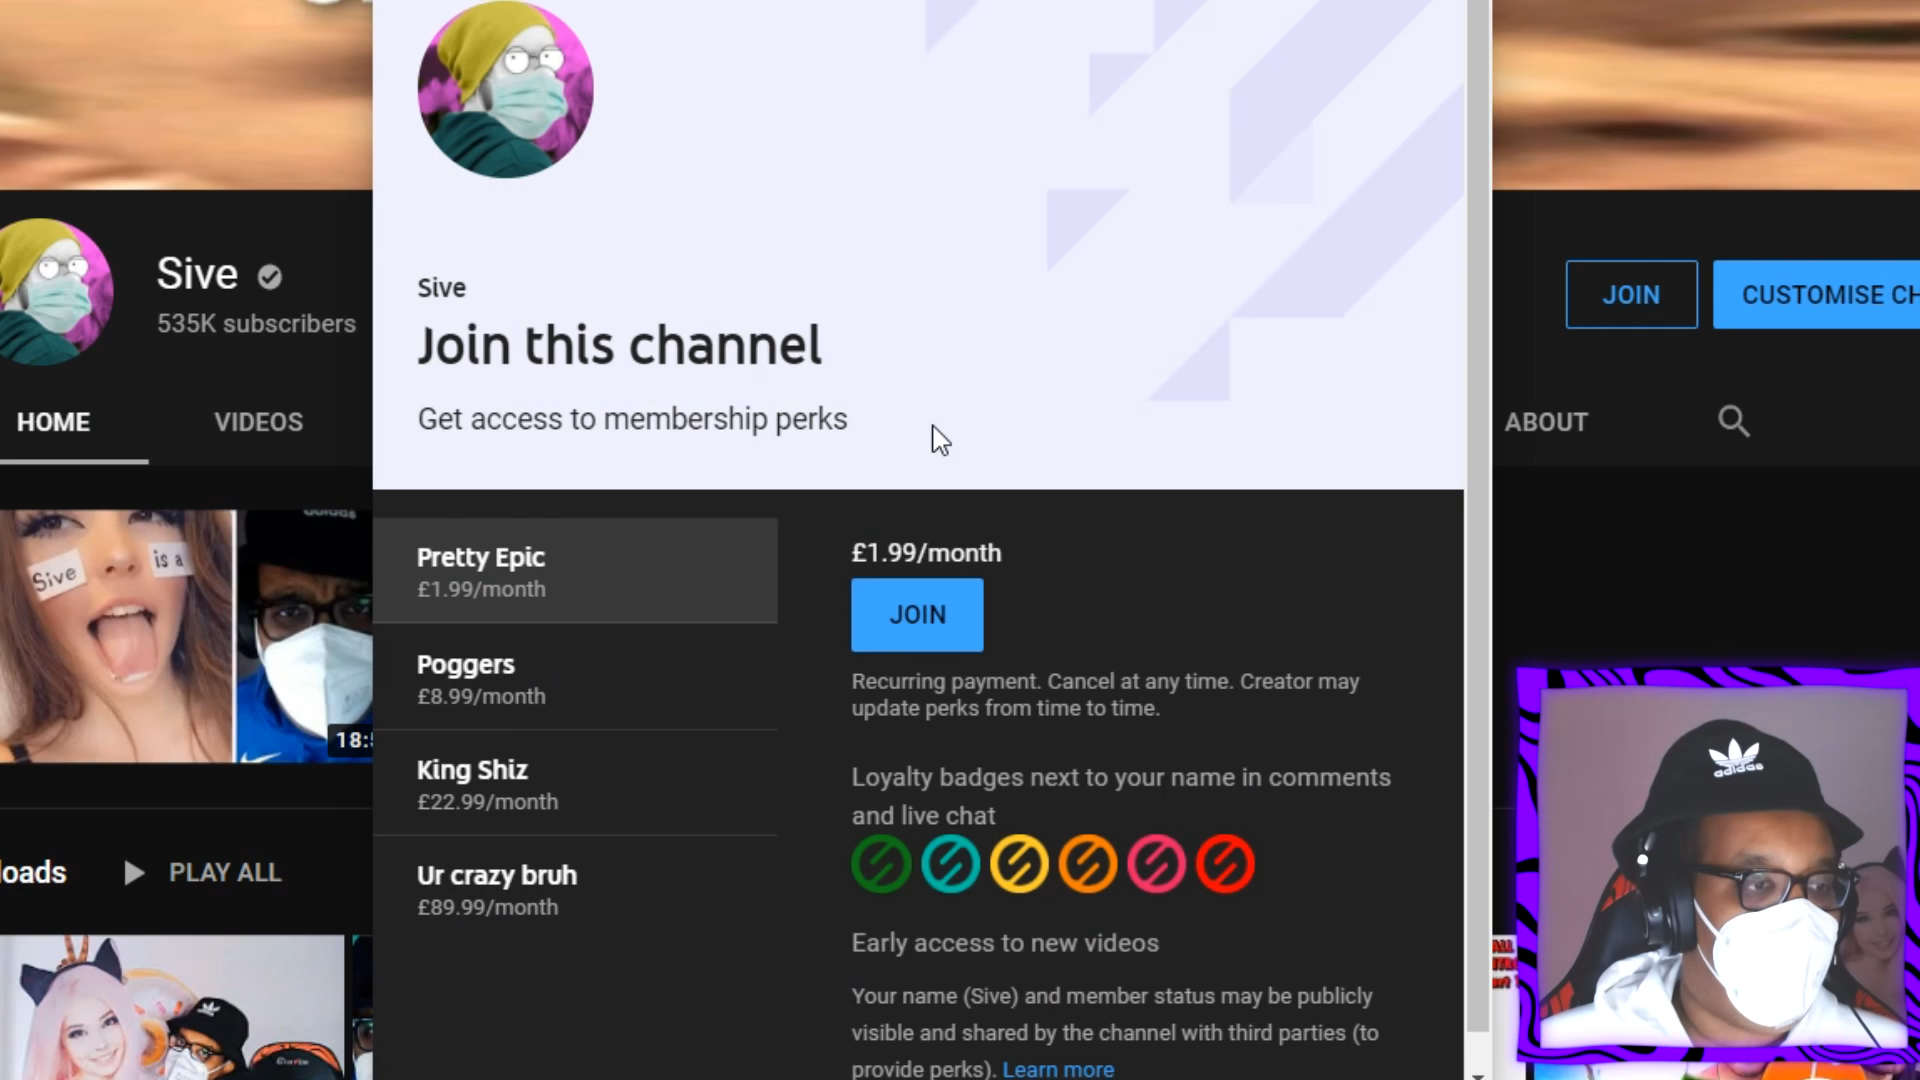 Sive
535K subscribers
HOME
VIDEOS
Sive
is a
adidas
PLAY ALL
Sive
Join this channel
Get access to membership perks
Pretty Epic
£1.99/month
Poggers
£8.99/month
King Shiz
£22.99/month
Ur crazy bruh
£89.99/month
£1.99/month
JOIN
Recurring payment. Cancel at any time. Creator may
update perks from time to time.
Loyalty badges next to your name in comments
and live chat
Early access to new videos
Your name (Sive) and member status may be publicly
visible and shared by the channel with third parties (to
provide perks). Learn more
JOIN
CUSTOMISE
ABOUT
adidas